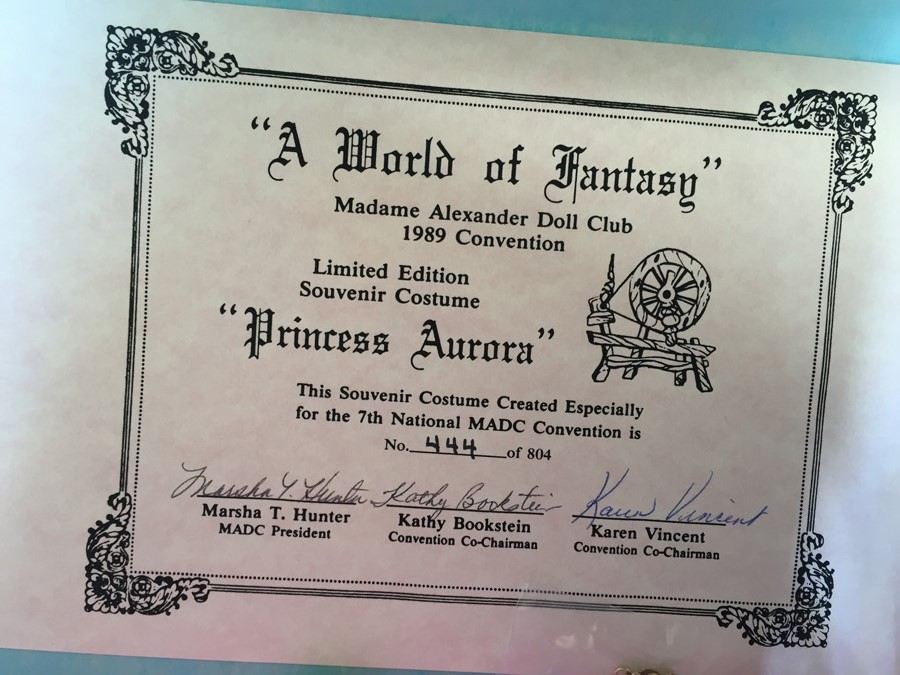 "A World of Fantasy"
Madame Alexander Doll Club
1989 Convention
Limited Edition
Souvenir Costume
"Princess Aurora"
This Souvenir Costume Created Especially
for the 7th National MADC Convention is
No. 444 of 804
Marsha T. Hunter Kathy Bookstein Karen Vincent
Marsha T. Hunter Kathy Bookstein Karen Vincent
MADC President Convention Co-Chairman Convention Co-Chairman